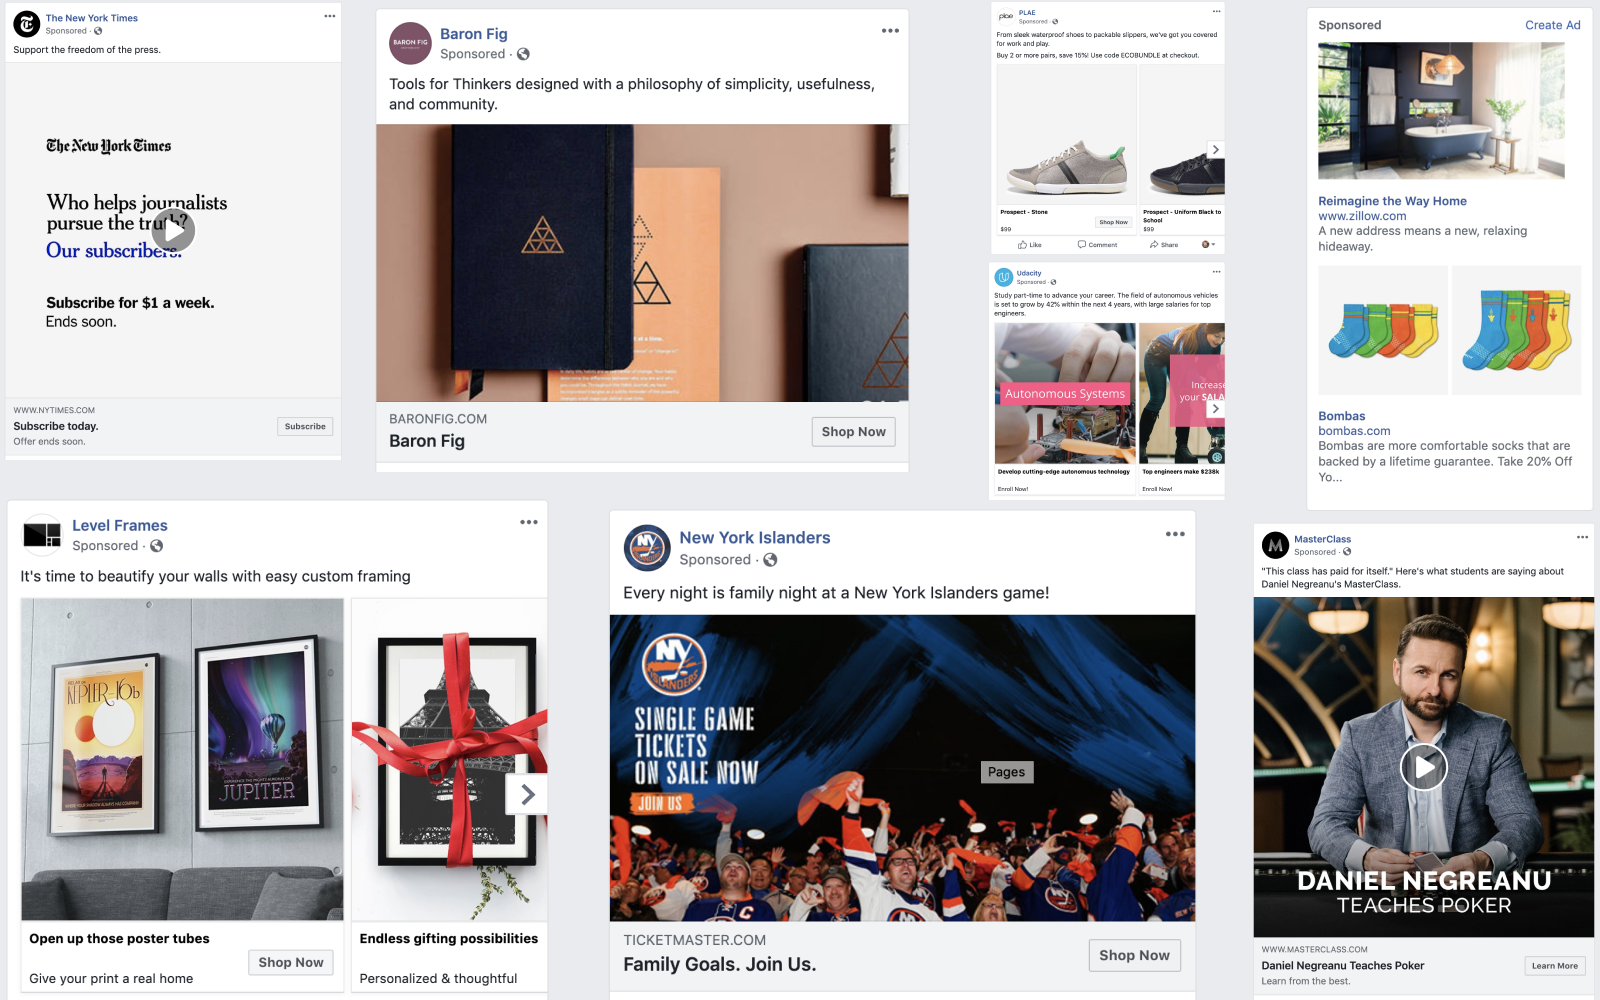 The New York Times
Sponsored ·
Support the freedom of the press.
The New York Times
Who helps journalists
pursue the truth?
Our subscribers.
Subscribe for $1 a week.
Ends soon.
WWW.NYTIMES.COM
Subscribe today.
Offer ends soon.
Subscribe
BARON FIG
Baron Fig
Sponsored ·
Tools for Thinkers designed with a philosophy of simplicity, usefulness,
and community.
BARONFIG.COM
Baron Fig
Shop Now
plae
PLAE
Sponsored ·
From sleek waterproof shoes to packable slippers, we've got you covered
for work and play.
Buy 2 or more pairs, save 15%! Use code ECOBUNDLE at checkout.
Prospect - Stone
$99
Shop Now
Prospect - Uniform Black to
School
$99
Like
Comment
Share
Udacity
Sponsored ·
Study part-time to advance your career. The field of autonomous vehicles
is set to grow by 42% within the next 4 years, with large salaries for top
engineers.
Autonomous Systems
Increase
your SALA
Develop cutting-edge autonomous technology
Enroll Now!
Top engineers make $238k
Enroll Now!
Sponsored
Create Ad
Reimagine the Way Home
www.zillow.com
A new address means a new, relaxing
hideaway.
Bombas
bombas.com
Bombas are more comfortable socks that are
backed by a lifetime guarantee. Take 20% Off
Yo...
Level Frames
Sponsored ·
It's time to beautify your walls with easy custom framing
KEPLER-16b
JUPITER
Open up those poster tubes
Give your print a real home
Shop Now
Endless gifting possibilities
Personalized & thoughtful
New York Islanders
Sponsored ·
Every night is family night at a New York Islanders game!
NY
ISLANDERS
SINGLE GAME
TICKETS
ON SALE NOW
JOIN US
Pages
TICKETMASTER.COM
Family Goals. Join Us.
Shop Now
MasterClass
Sponsored ·
"This class has paid for itself." Here's what students are saying about
Daniel Negreanu's MasterClass.
DANIEL NEGREANU
TEACHES POKER
WWW.MASTERCLASS.COM
Daniel Negreanu Teaches Poker
Learn from the best.
Learn More